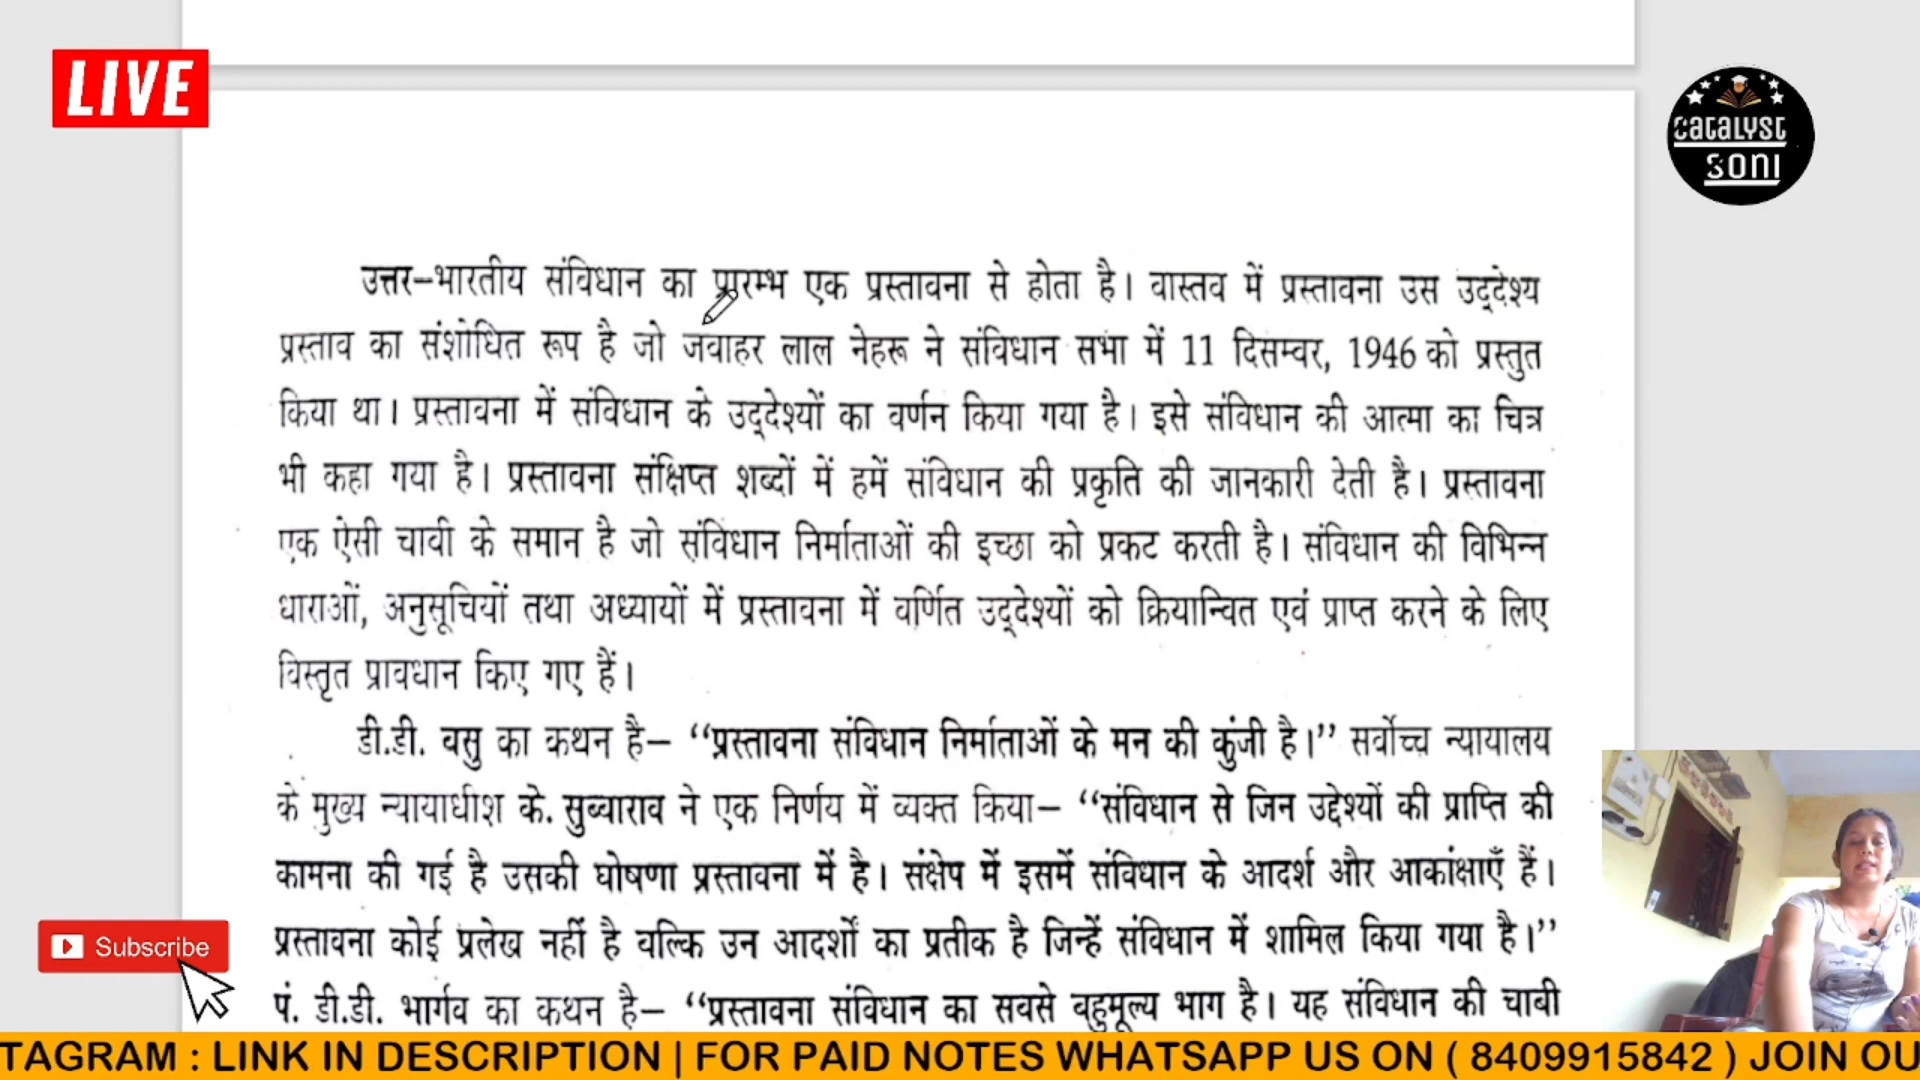 LIVE
catalyst
soni
उत्तर–भारतीय संविधान का प्रारम्भ एक प्रस्तावना से होता है। वास्तव में प्रस्तावना उस उद्देश्य
प्रस्ताव का संशोधित रूप है जो जवाहर लाल नेहरू ने संविधान सभा में 11 दिसम्वर, 1946 को प्रस्तुत
किया था। प्रस्तावना में संविधान के उद्देश्यों का वर्णन किया गया है। इसे संविधान की आत्मा का चित्र
भी कहा गया है। प्रस्तावना संक्षिप्त शब्दों में हमें संविधान की प्रकृति की जानकारी देती है। प्रस्तावना
एक ऐसी चावी के समान है जो संविधान निर्माताओं की इच्छा को प्रकट करती है। संविधान की विभिन्न
धाराओं, अनुसूचियों तथा अध्यायों में प्रस्तावना में वर्णित उद्देश्यों को क्रियान्वित एवं प्राप्त करने के लिए
विस्तृत प्रावधान किए गए हैं।
डी.डी. वसु का कथन है– “प्रस्तावना संविधान निर्माताओं के मन की कुंजी है।” सर्वोच्च न्यायालय
के मुख्य न्यायाधीश के. सुब्वाराव ने एक निर्णय में व्यक्त किया– “संविधान से जिन उद्देश्यों की प्राप्ति की
कामना की गई है उसकी घोषणा प्रस्तावना में है। संक्षेप में इसमें संविधान के आदर्श और आकांक्षाएँ हैं।
प्रस्तावना कोई प्रलेख नहीं है वल्कि उन आदर्शों का प्रतीक है जिन्हें संविधान में शामिल किया गया है।”
Subscribe
पं. डी.डी. भार्गव का कथन है– “प्रस्तावना संविधान का सवसे वहुमूल्य भाग है। यह संविधान की चाबी
TAGRAM : LINK IN DESCRIPTION | FOR PAID NOTES WHATSAPP US ON ( 8409915842 ) JOIN OU